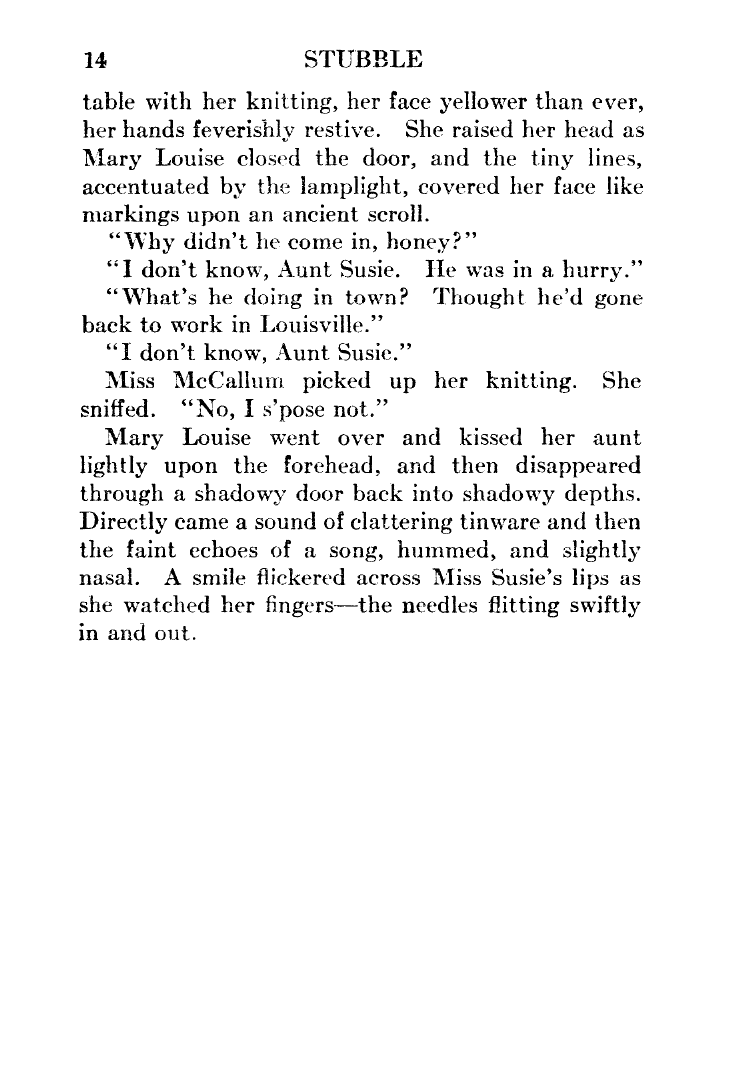 14 STUBBLE
table with her knitting, her face yellower than ever,
her hands feverishly restive. She raised her head as
Mary Louise closed the door, and the tiny lines,
accentuated by the lamplight, covered her face like
markings upon an ancient scroll.
“Why didn’t he come in, honey?”
“I don’t know, Aunt Susie. He was in a hurry.”
“What’s he doing in town? Thought he’d gone
back to work in Louisville.”
“I don’t know, Aunt Susie.”
Miss McCallum picked up her knitting. She
sniffed. “No, I s’pose not.”
Mary Louise went over and kissed her aunt
lightly upon the forehead, and then disappeared
through a shadowy door back into shadowy depths.
Directly came a sound of clattering tinware and then
the faint echoes of a song, hummed, and slightly
nasal. A smile flickered across Miss Susie’s lips as
she watched her fingers—the needles flitting swiftly
in and out.